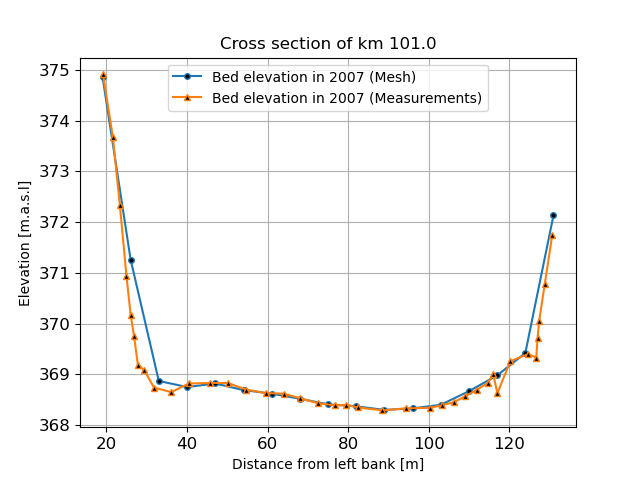 Cross section of km 101.0
Bed elevation in 2007 (Mesh)
Bed elevation in 2007 (Measurements)
Elevation [m.a.s.l]
375
374
373
372
371
370
369
368
20 40 60 80 100 120
Distance from left bank [m]